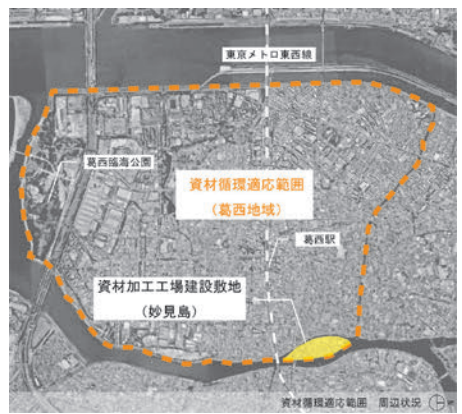 東京メトロ東西線
葛西臨海公園
資材循環適応範囲
(葛西地域)
葛西駅
資材加工工場建設敷地
(妙見島)
資材循環適応範囲 周辺状況